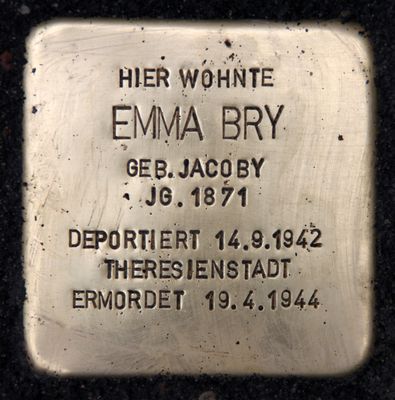 HIER WOHNTE
EMMA BRY
GEB. JACOBY
JG. 1871
DEPORTIERT 14.9.1942
THERESIENSTADT
ERMORDET 19.4.1944